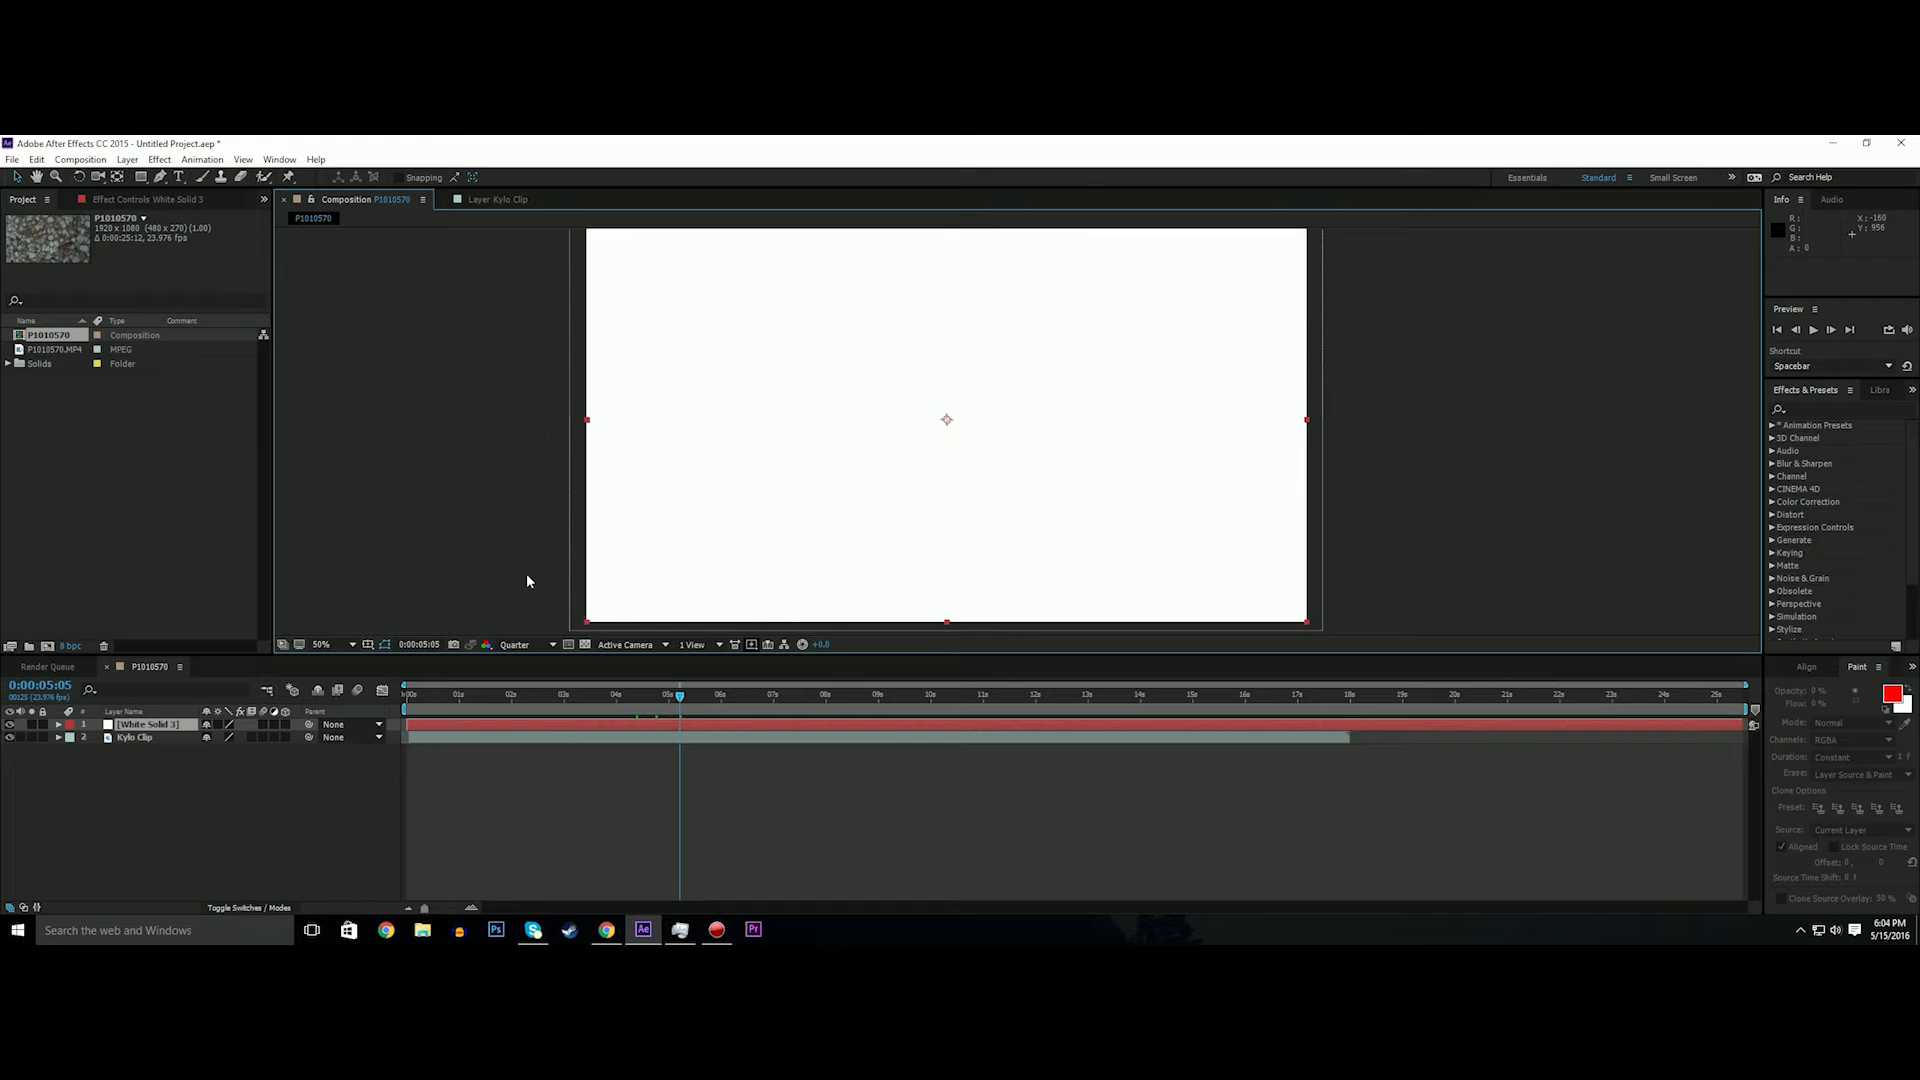 Adobe After Effects CC 2015 - Untitled Project.aep *
File Edit Composition Layer Effect Animation View Window Help
Snapping
Essentials Standard Small Screen Search Help
Project Effect Controls White Solid 3
Composition P1010570 Layer Kylo Clip
Info Audio
P1010570
1920 x 1080 (480 x 270) (1.00)
Δ 0:00:25:12, 23.976 fps
P1010570
R:
G:
B:
A: 0
X: -160
Y: 956
Name Type Comment
P1010570 Composition
P1010570.MP4 MPEG
Solids Folder
Preview
Shortcut
Spacebar
Effects & Presets Libra
* Animation Presets
3D Channel
Audio
Blur & Sharpen
Channel
CINEMA 4D
Color Correction
Distort
Expression Controls
Generate
Keying
Matte
Noise & Grain
Obsolete
Perspective
Simulation
Stylize
8 bpc
50% 0:00:05:05 Quarter Active Camera 1 View +0.0
Render Queue P1010570
0:00:05:05
00125 (23.976 fps)
:00s 01s 02s 03s 04s 05s 06s 07s 08s 09s 10s 11s 12s 13s 14s 15s 16s 17s 18s 19s 20s 21s 22s 23s 24s 25s
# Layer Name Parent
1 [White Solid 3] None
2 Kylo Clip None
Toggle Switches / Modes
Align Paint
Opacity: 0 %
Flow: 0 %
Mode: Normal
Channels: RGBA
Duration: Constant 1 f
Erase: Layer Source & Paint
Clone Options
Preset:
Source: Current Layer
Aligned Lock Source Time
Offset: 0 , 0
Source Time Shift: 0 f
Clone Source Overlay: 50 %
Search the web and Windows
Ps Ae Pr
6:04 PM
5/15/2016